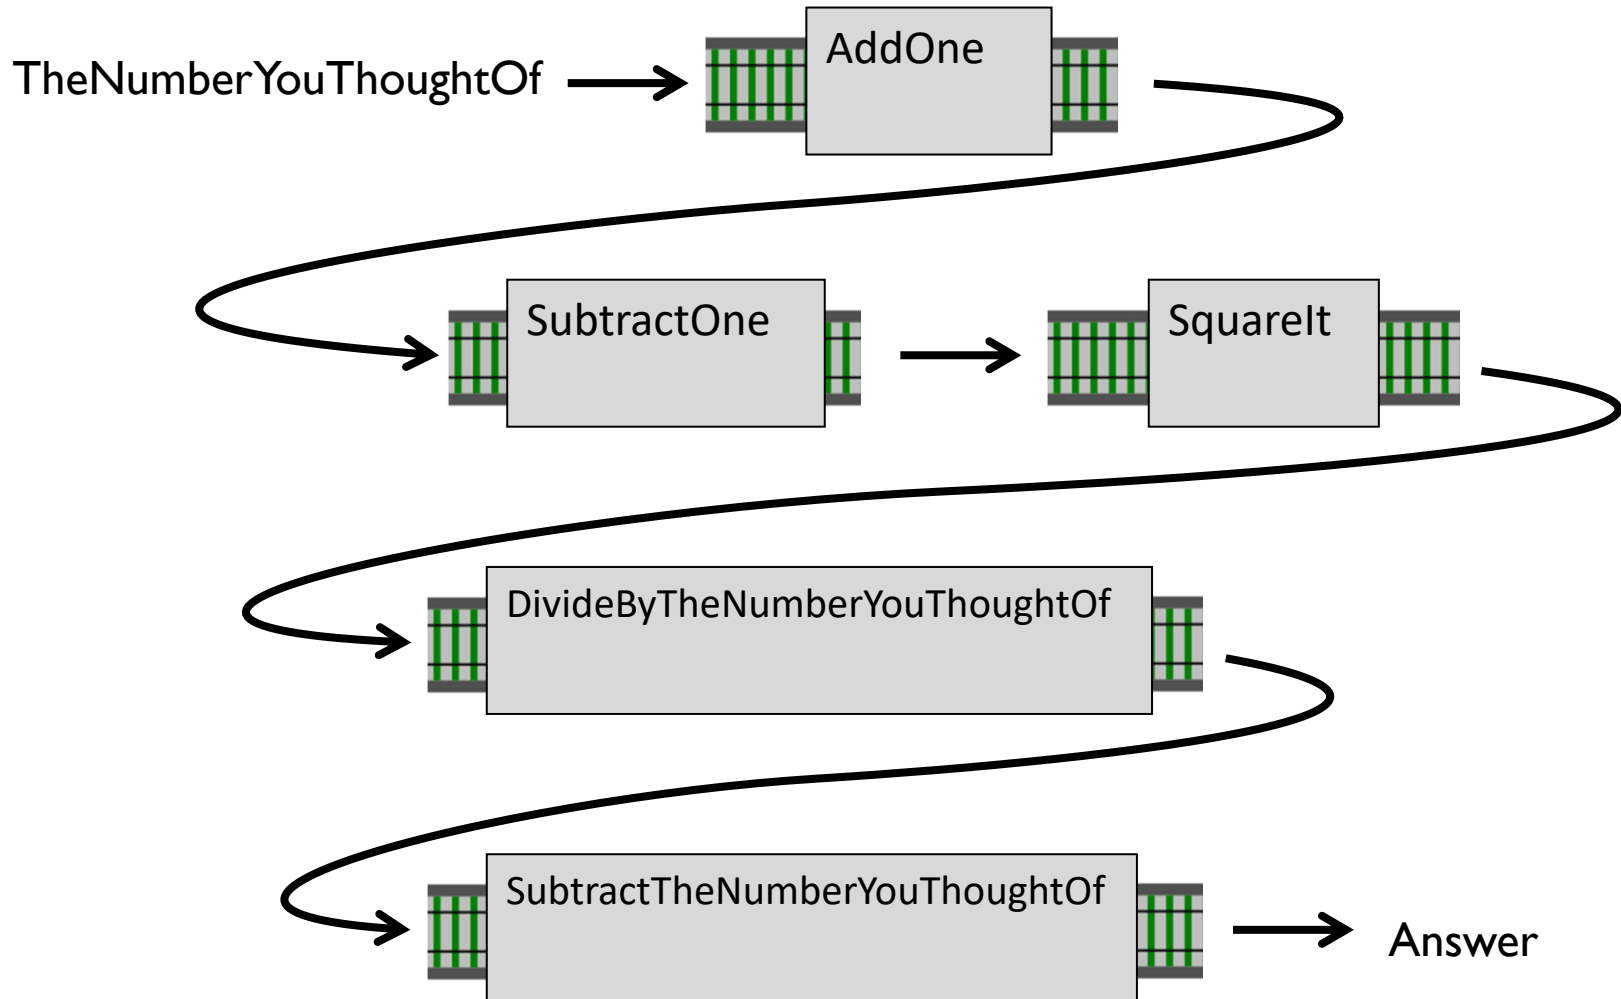 TheNumberYouThoughtOf
AddOne
SubtractOne
SquareIt
DivideByTheNumberYouThoughtOf
SubtractTheNumberYouThoughtOf
Answer